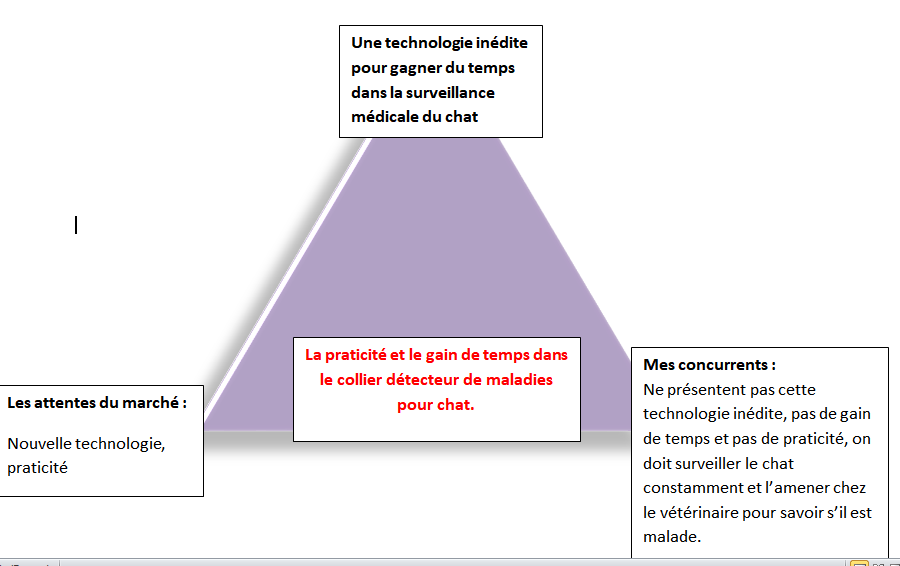 Une technologie inédite
pour gagner du temps
dans la surveillance
médicale du chat
La praticité et le gain de temps dans
le collier détecteur de maladies
pour chat.
Les attentes du marché :
Nouvelle technologie,
praticité
Mes concurrents :
Ne présentent pas cette
technologie inédite, pas de gain
de temps et pas de praticité, on
doit surveiller le chat
constamment et l’amener chez
le vétérinaire pour savoir s’il est
malade.